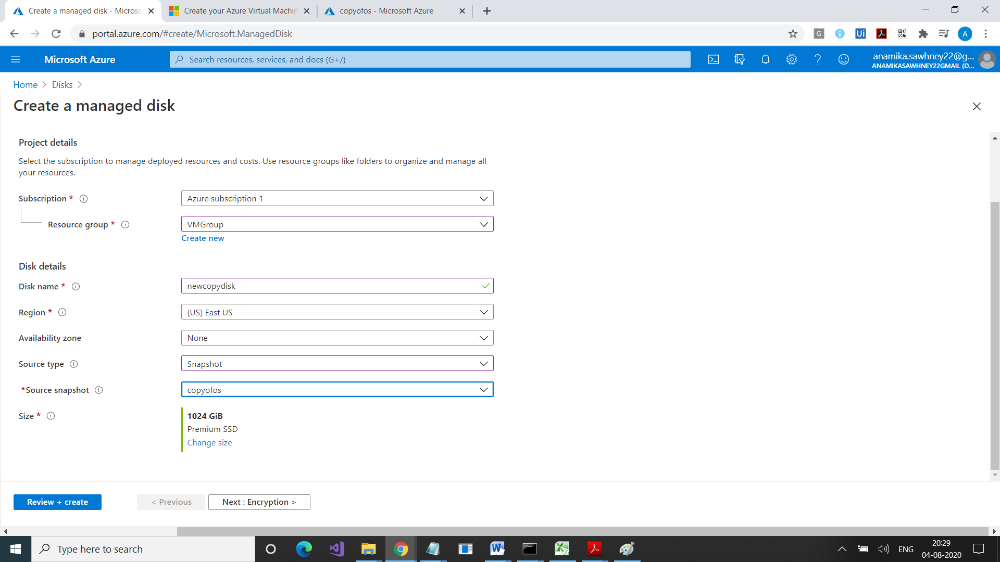 Create a managed disk - Microso
Create your Azure Virtual Machin
copyofos - Microsoft Azure
portal.azure.com/#create/Microsoft.ManagedDisk
G
i
Ui
A
Microsoft Azure
Search resources, services, and docs (G+/)
anamika.sawhney22@g...
ANAMIKASAWHNEY22GMAIL (D...
Home > Disks >
Create a managed disk
Project details
Select the subscription to manage deployed resources and costs. Use resource groups like folders to organize and manage all
your resources.
Subscription *
Azure subscription 1
Resource group *
VMGroup
Create new
Disk details
Disk name *
newcopydisk
Region *
(US) East US
Availability zone
None
Source type
Snapshot
*Source snapshot
copyofos
Size *
1024 GiB
Premium SSD
Change size
Review + create
< Previous
Next : Encryption >
Type here to search
ENG
20:29
04-08-2020